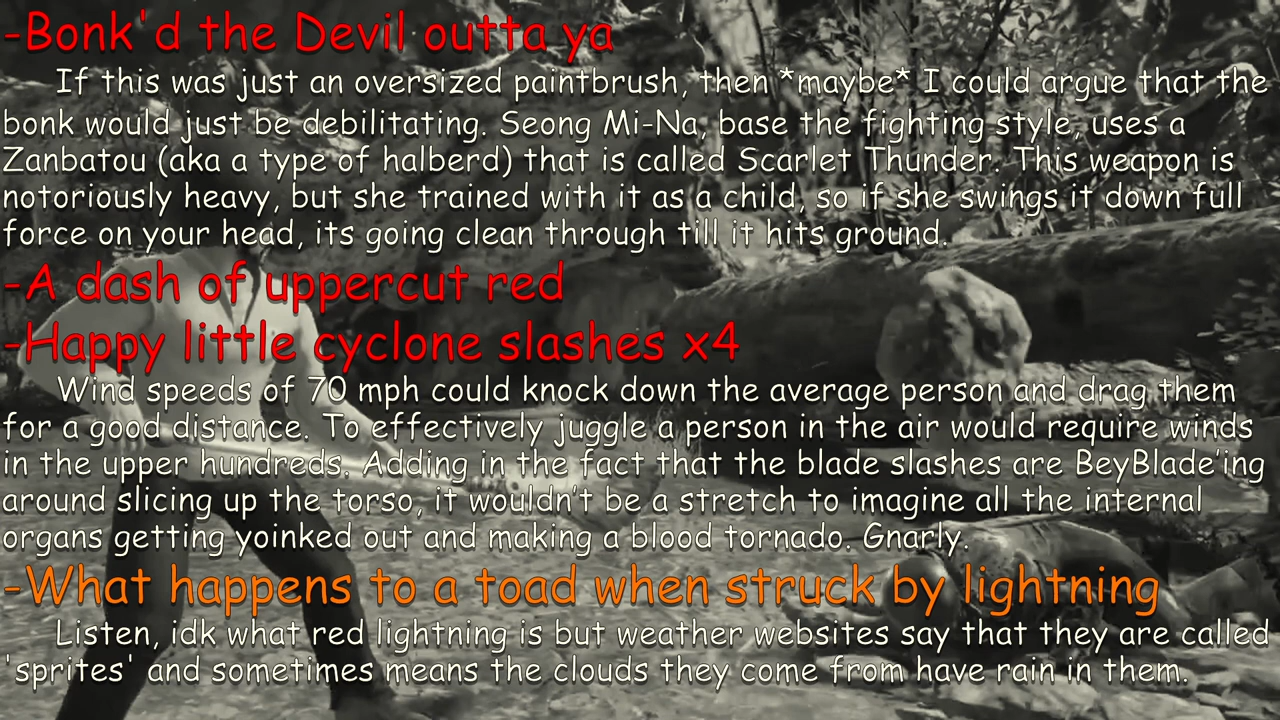 -Bonk'd the Devil outta ya
If this was just an oversized paintbrush, then *maybe* I could argue that the
bonk would just be debilitating. Seong Mi-Na, base the fighting style, uses a
Zanbatou (aka a type of halberd) that is called Scarlet Thunder. This weapon is
notoriously heavy, but she trained with it as a child, so if she swings it down full
force on your head, its going clean through till it hits ground.
-A dash of uppercut red
-Happy little cyclone slashes x4
Wind speeds of 70 mph could knock down the average person and drag them
for a good distance. To effectively juggle a person in the air would require winds
in the upper hundreds. Adding in the fact that the blade slashes are BeyBlade'ing
around slicing up the torso, it wouldn't be a stretch to imagine all the internal
organs getting yoinked out and making a blood tornado. Gnarly.
-What happens to a toad when struck by lightning
Listen, idk what red lightning is but weather websites say that they are called
'sprites' and sometimes means the clouds they come from have rain in them.